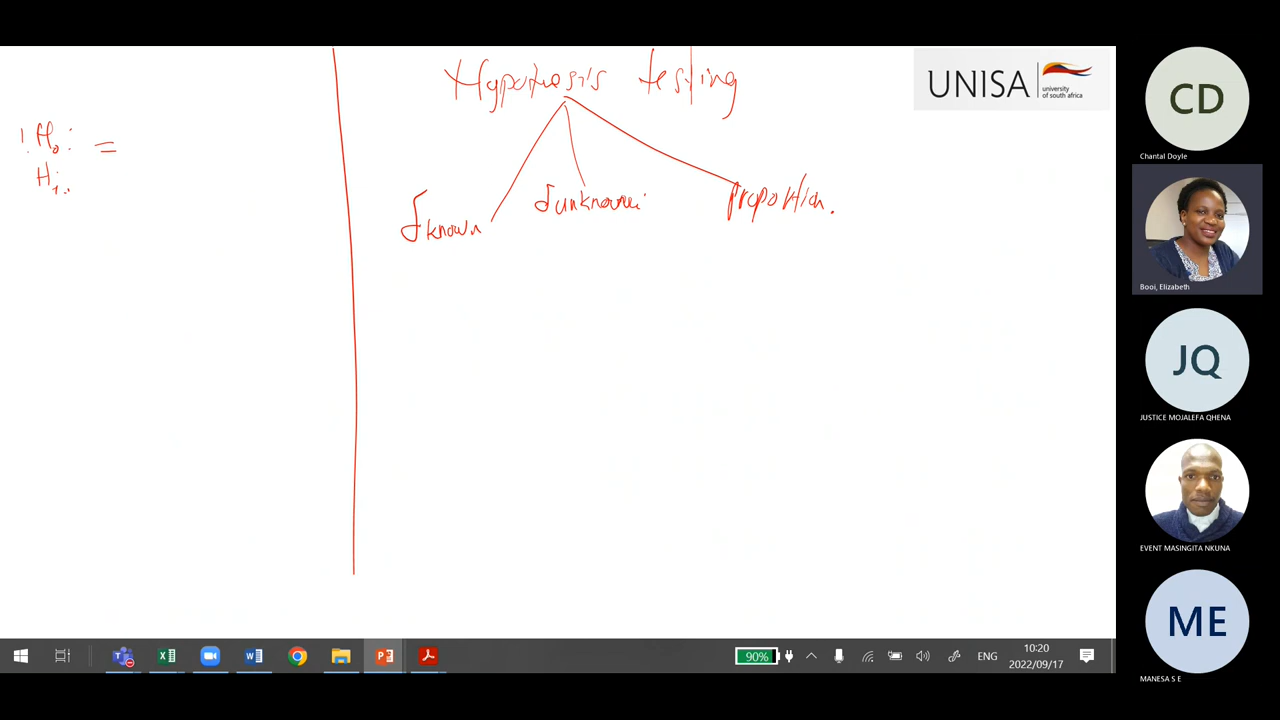 Hypothesis testing
UNISA
university
of south africa
! H₀: =
H₁:
δ known
δ unknown
proportion.
CD
Chantal Doyle
Booi, Elizabeth
JQ
JUSTICE MOJALEFA QHENA
EVENT MASINGITA NKUNA
ME
MANESA S E
90%
ENG
10:20
2022/09/17